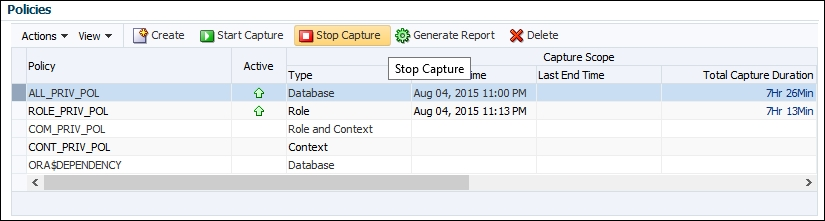 Policies
Actions View Create Start Capture Stop Capture Generate Report Delete
Capture Scope
Policy Active Type Time Last End Time Total Capture Duration
Stop Capture
ALL_PRIV_POL Database Aug 04, 2015 11:00 PM 7Hr 26Min
ROLE_PRIV_POL Role Aug 04, 2015 11:13 PM 7Hr 13Min
COM_PRIV_POL Role and Context
CONT_PRIV_POL Context
ORA$DEPENDENCY Database